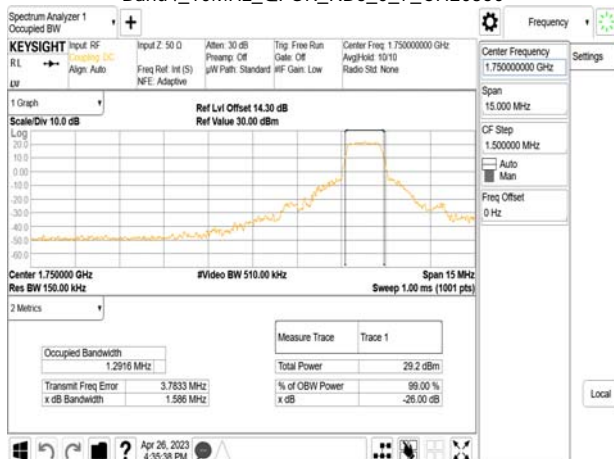 Spectrum Analyzer 1
Occupied BW
Frequency
KEYSIGHT
RL
Input: RF
Coupling: DC
Align: Auto
Input Z: 50 Ω
Freq Ref: Int (S)
NFE: Adaptive
Atten: 30 dB
Preamp: Off
µW Path: Standard
Trig: Free Run
Gate: Off
#IF Gain: Low
Center Freq: 1.750000000 GHz
Avg|Hold: 10/10
Radio Std: None
Center Frequency
1.750000000 GHz
Settings
Span
15.000 MHz
CF Step
1.500000 MHz
Auto
Man
Freq Offset
0 Hz
Local
1 Graph
Scale/Div 10.0 dB
Ref Lvl Offset 14.30 dB
Ref Value 30.00 dBm
Log
20.0
10.0
0.00
-10.0
-20.0
-30.0
-40.0
-50.0
-60.0
Center 1.750000 GHz
#Video BW 510.00 kHz
Span 15 MHz
Res BW 150.00 kHz
Sweep 1.00 ms (1001 pts)
2 Metrics
Measure Trace Trace 1
Occupied Bandwidth
1.2916 MHz
Total Power 29.2 dBm
Transmit Freq Error 3.7833 MHz
% of OBW Power 99.00 %
x dB Bandwidth 1.586 MHz
x dB -26.00 dB
Apr 26, 2023
4:35:38 PM